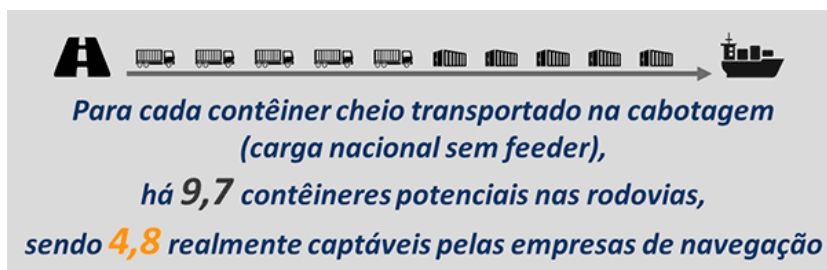 Para cada contêiner cheio transportado na cabotagem
(carga nacional sem feeder),
há 9,7 contêineres potenciais nas rodovias,
sendo 4,8 realmente captáveis pelas empresas de navegação